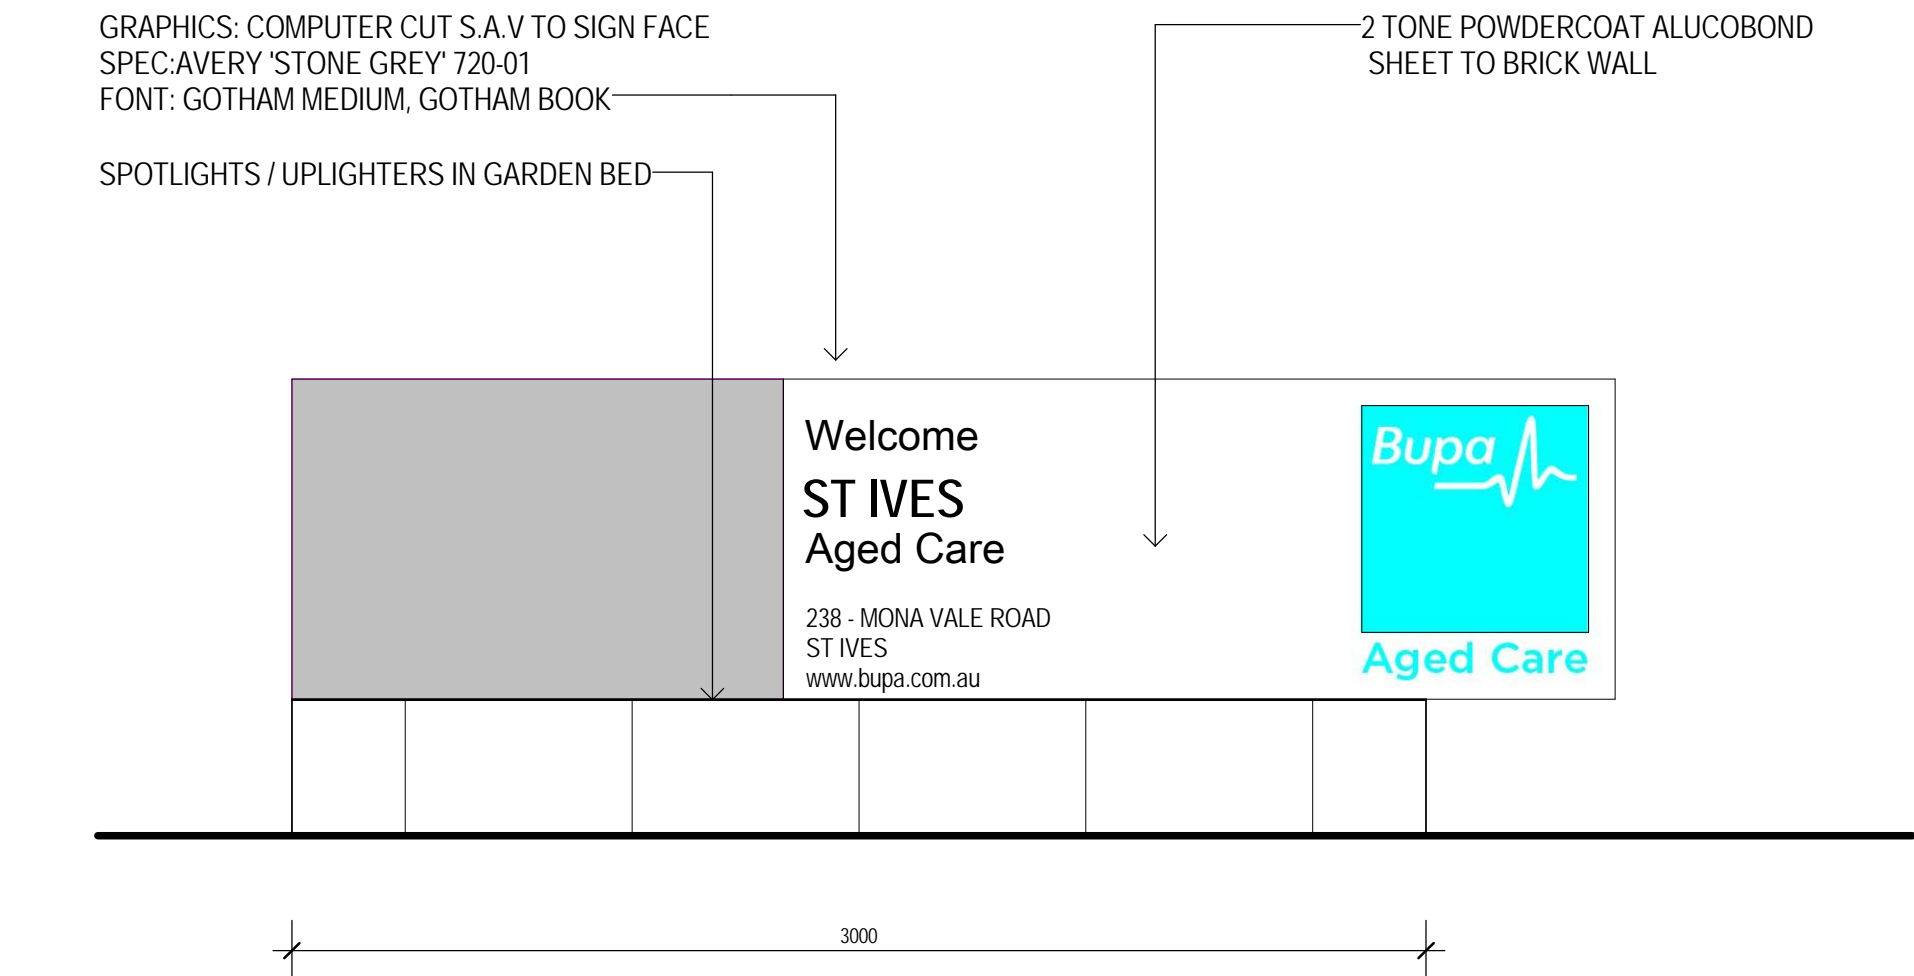 GRAPHICS: COMPUTER CUT S.A.V TO SIGN FACE
SPEC:AVERY 'STONE GREY' 720-01
FONT: GOTHAM MEDIUM, GOTHAM BOOK
2 TONE POWDERCOAT ALUCOBOND
SHEET TO BRICK WALL
SPOTLIGHTS / UPLIGHTERS IN GARDEN BED
Welcome
ST IVES
Aged Care
238 - MONA VALE ROAD
ST IVES
www.bupa.com.au
Bupa
Aged Care
3000